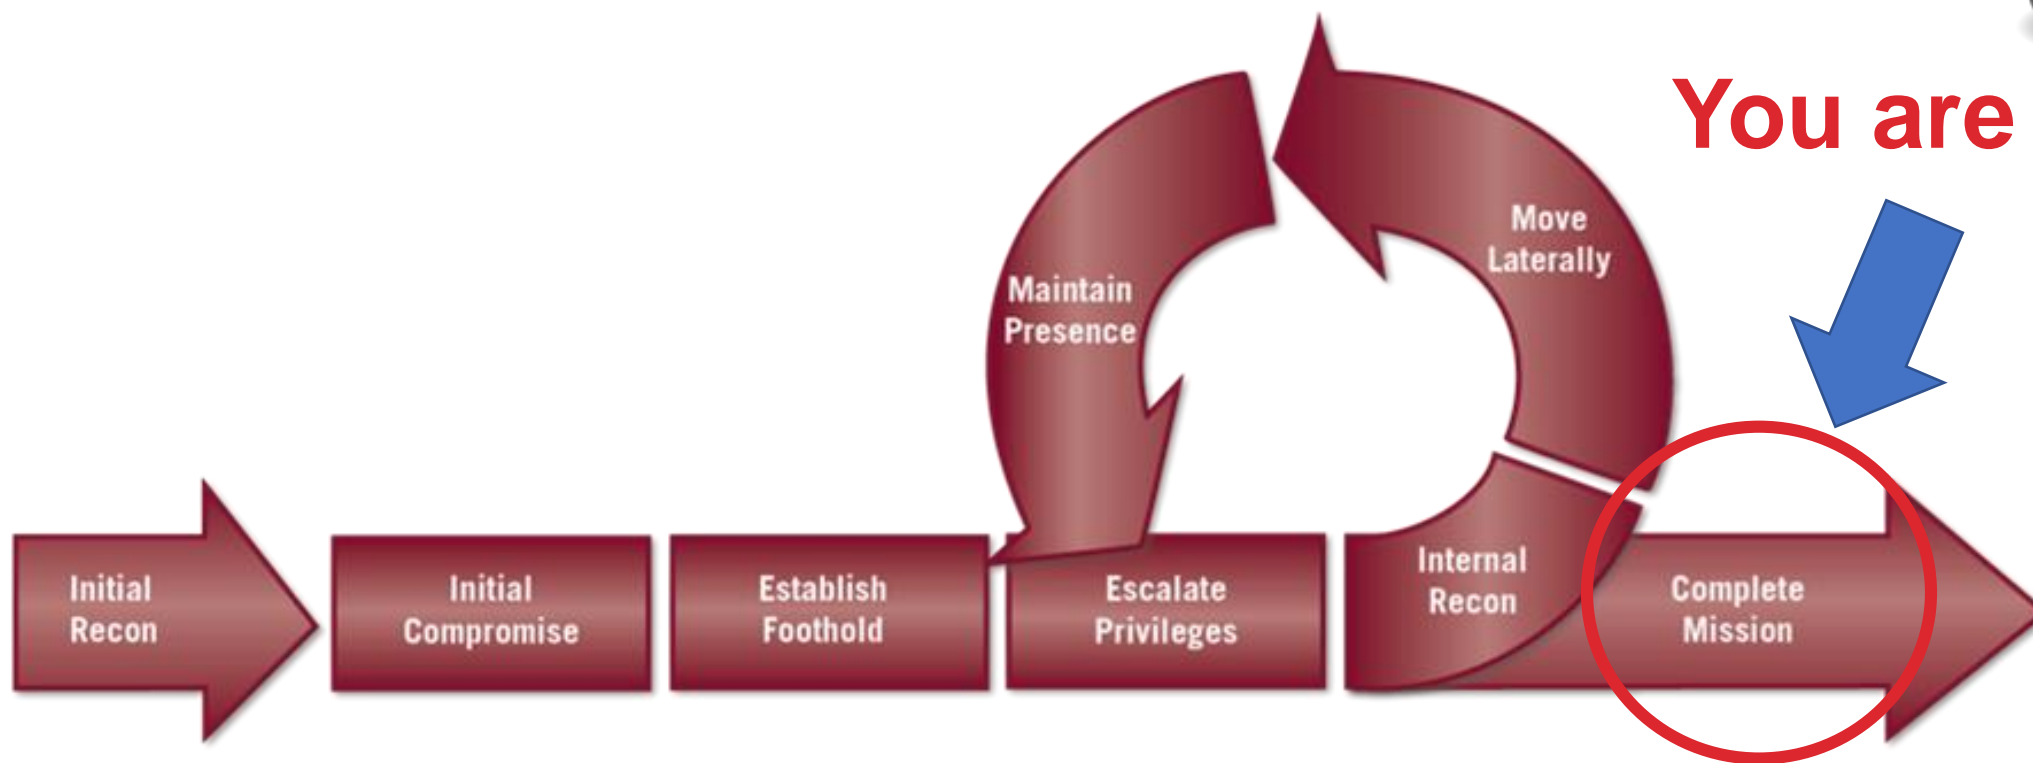 You are
Move
Laterally
Maintain
Presence
Initial
Recon
Initial
Compromise
Establish
Foothold
Escalate
Privileges
Internal
Recon
Complete
Mission